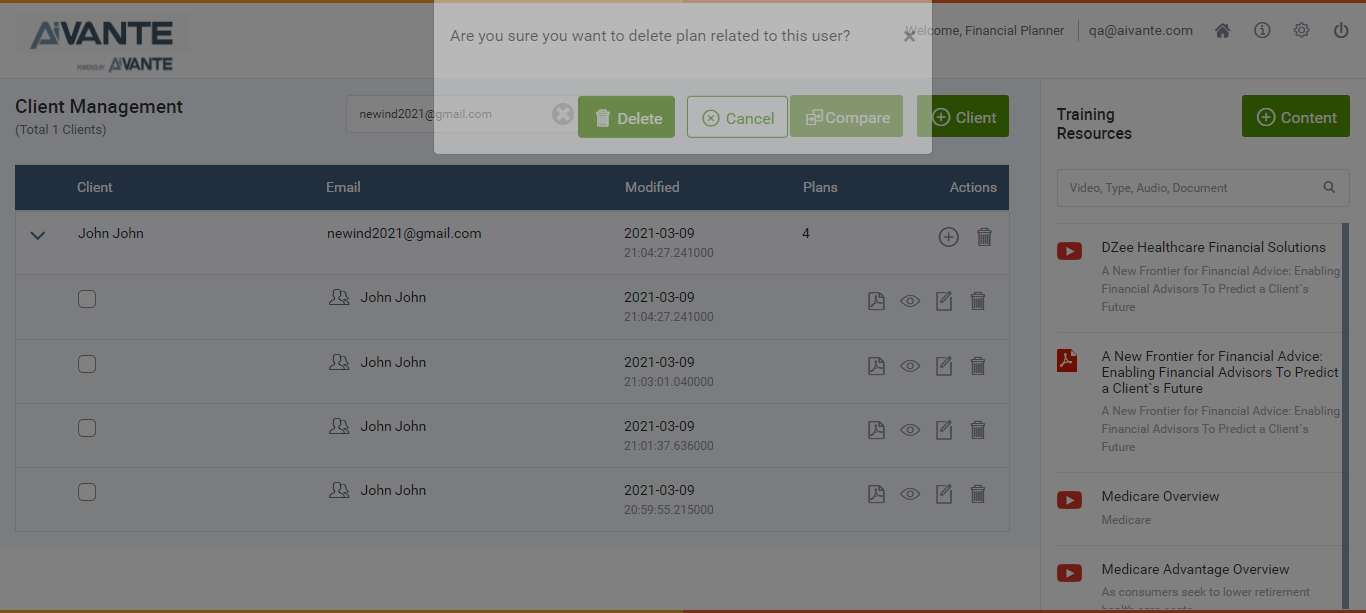 AiVANTE
POWERED BY AiVANTE
Are you sure you want to delete plan related to this user?
Welcome, Financial Planner
qa@aivante.com
Client Management
(Total 1 Clients)
newind2021@gmail.com
Delete
Cancel
Compare
Client
Client Email Modified Plans Actions
John John newind2021@gmail.com 2021-03-09 4
21:04:27.241000
John John 2021-03-09
21:04:27.241000
John John 2021-03-09
21:03:01.040000
John John 2021-03-09
21:01:37.636000
John John 2021-03-09
20:59:55.215000
Training
Resources
Content
Video, Type, Audio, Document
DZee Healthcare Financial Solutions
A New Frontier for Financial Advice: Enabling
Financial Advisors To Predict a Client`s
Future
A New Frontier for Financial Advice:
Enabling Financial Advisors To Predict
a Client`s Future
A New Frontier for Financial Advice: Enabling
Financial Advisors To Predict a Client`s
Future
Medicare Overview
Medicare
Medicare Advantage Overview
As consumers seek to lower retirement
health care costs